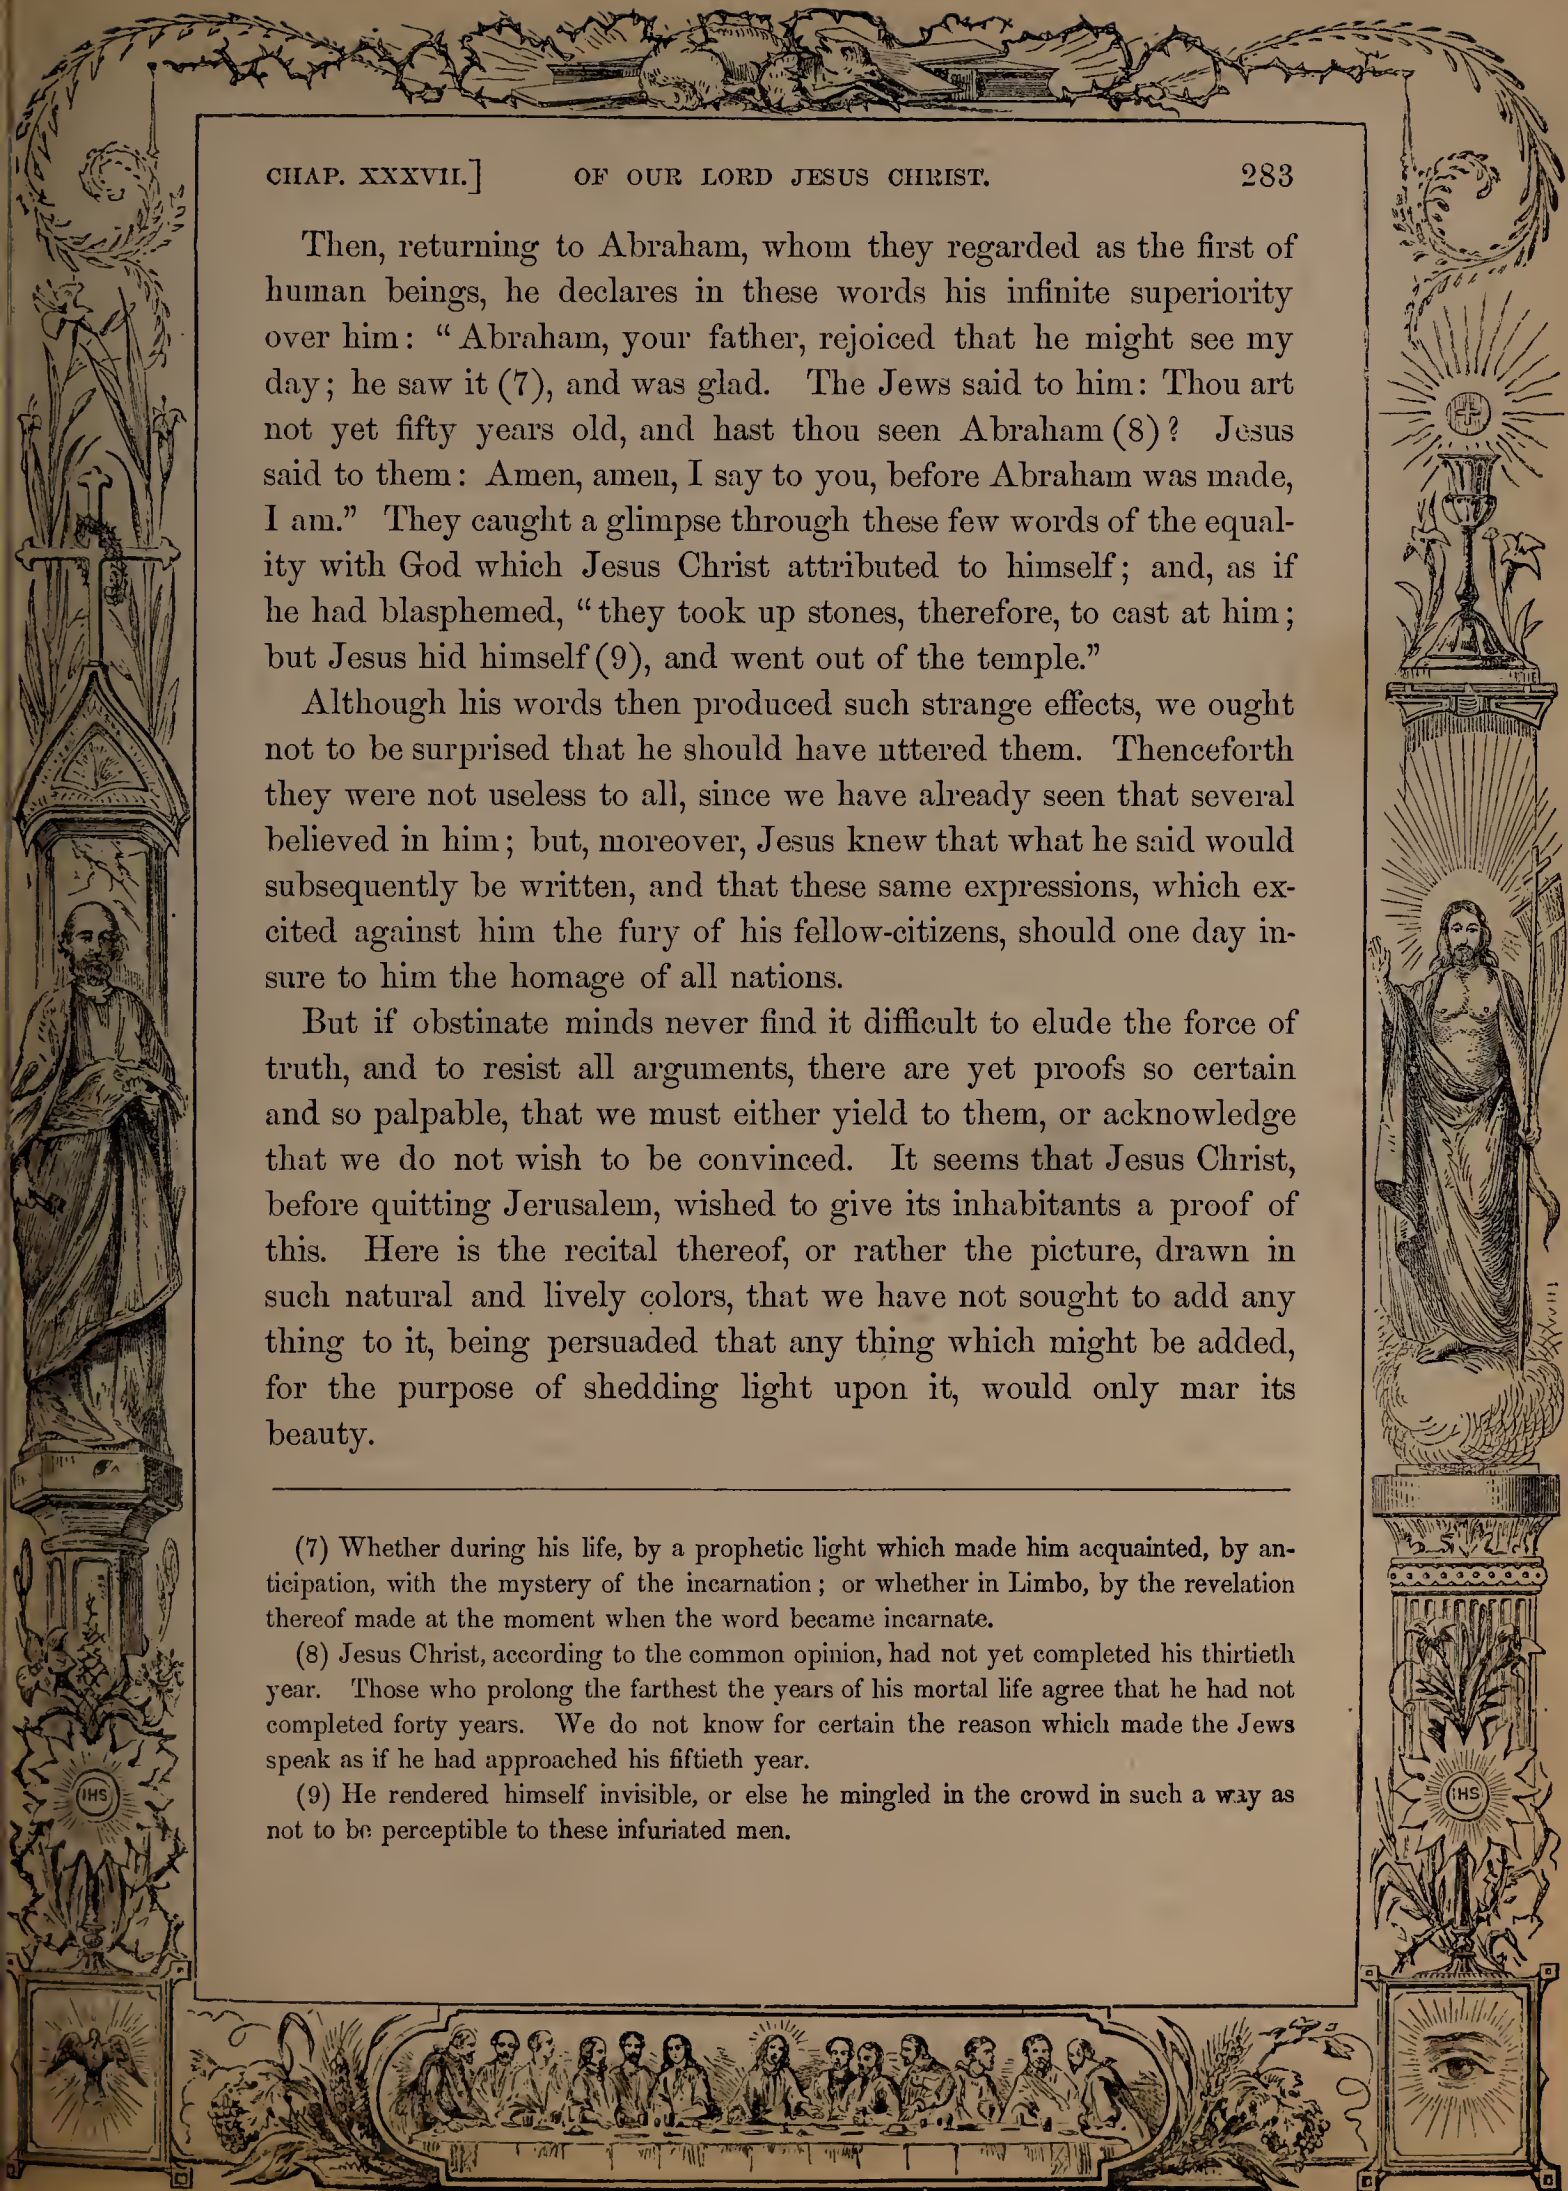 CHAP. XXXVII.] OF OUR LORD JESUS CHRIST. 283
Then, returning to Abraham, whom they regarded as the first of
human beings, he declares in these words his infinite superiority
over him: “Abraham, your father, rejoiced that he might see my
day; he saw it (7), and was glad. The Jews said to him: Thou art
not yet fifty years old, and hast thou seen Abraham (8)? Jesus
said to them: Amen, amen, I say to you, before Abraham was made,
I am.” They caught a glimpse through these few words of the equal-
ity with God which Jesus Christ attributed to himself; and, as if
he had blasphemed, “they took up stones, therefore, to cast at him;
but Jesus hid himself (9), and went out of the temple.”
Although his words then produced such strange effects, we ought
not to be surprised that he should have uttered them. Thenceforth
they were not useless to all, since we have already seen that several
believed in him; but, moreover, Jesus knew that what he said would
subsequently be written, and that these same expressions, which ex-
cited against him the fury of his fellow-citizens, should one day in-
sure to him the homage of all nations.
But if obstinate minds never find it difficult to elude the force of
truth, and to resist all arguments, there are yet proofs so certain
and so palpable, that we must either yield to them, or acknowledge
that we do not wish to be convinced. It seems that Jesus Christ,
before quitting Jerusalem, wished to give its inhabitants a proof of
this. Here is the recital thereof, or rather the picture, drawn in
such natural and lively colors, that we have not sought to add any
thing to it, being persuaded that any thing which might be added,
for the purpose of shedding light upon it, would only mar its
beauty.
(7) Whether during his life, by a prophetic light which made him acquainted, by an-
ticipation, with the mystery of the incarnation; or whether in Limbo, by the revelation
thereof made at the moment when the word became incarnate.
(8) Jesus Christ, according to the common opinion, had not yet completed his thirtieth
year. Those who prolong the farthest the years of his mortal life agree that he had not
completed forty years. We do not know for certain the reason which made the Jews
speak as if he had approached his fiftieth year.
(9) He rendered himself invisible, or else he mingled in the crowd in such a way as
not to be perceptible to these infuriated men.
IHS
IHS